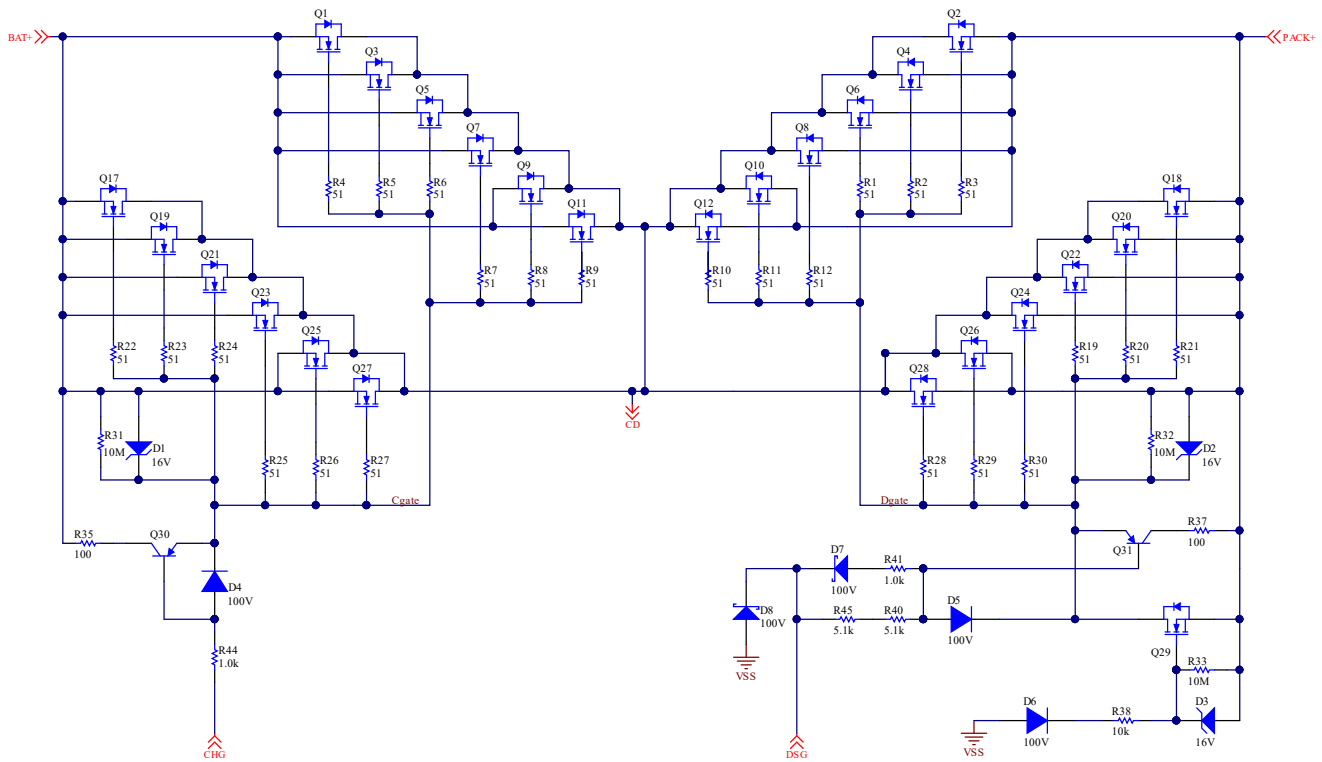 Q1
Q2
BAT+
PACK+
Q3
Q4
Q5
Q6
Q7
Q8
Q9
Q10
Q17
R4
51
R5
51
R6
51
R1
51
R2
51
R3
51
Q18
Q11
Q12
Q19
Q20
Q21
Q22
R7
51
R8
51
R9
51
R10
51
R11
51
R12
51
Q23
Q24
Q25
Q26
R22
51
R23
51
R24
51
R19
51
R20
51
R21
51
Q27
Q28
CD
R31
10M
D1
16V
R32
10M
D2
16V
R25
51
R26
51
R27
51
R28
51
R29
51
R30
51
Cgate
Dgate
R35
100
Q30
R37
100
Q31
D7
100V
R41
1.0k
D4
100V
D8
100V
R45
5.1k
R40
5.1k
D5
100V
Q29
R44
1.0k
VSS
R33
10M
D6
100V
R38
10k
D3
16V
VSS
CHG
DSG